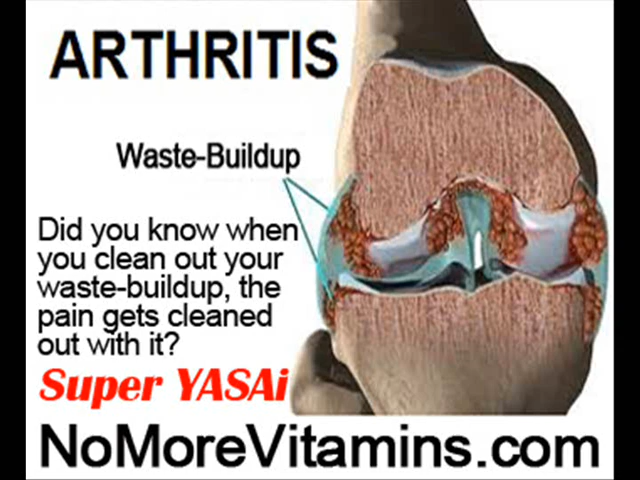 ARTHRITIS
Waste-Buildup
Did you know when
you clean out your
waste-buildup, the
pain gets cleaned
out with it?
Super YASAi
NoMoreVitamins.com